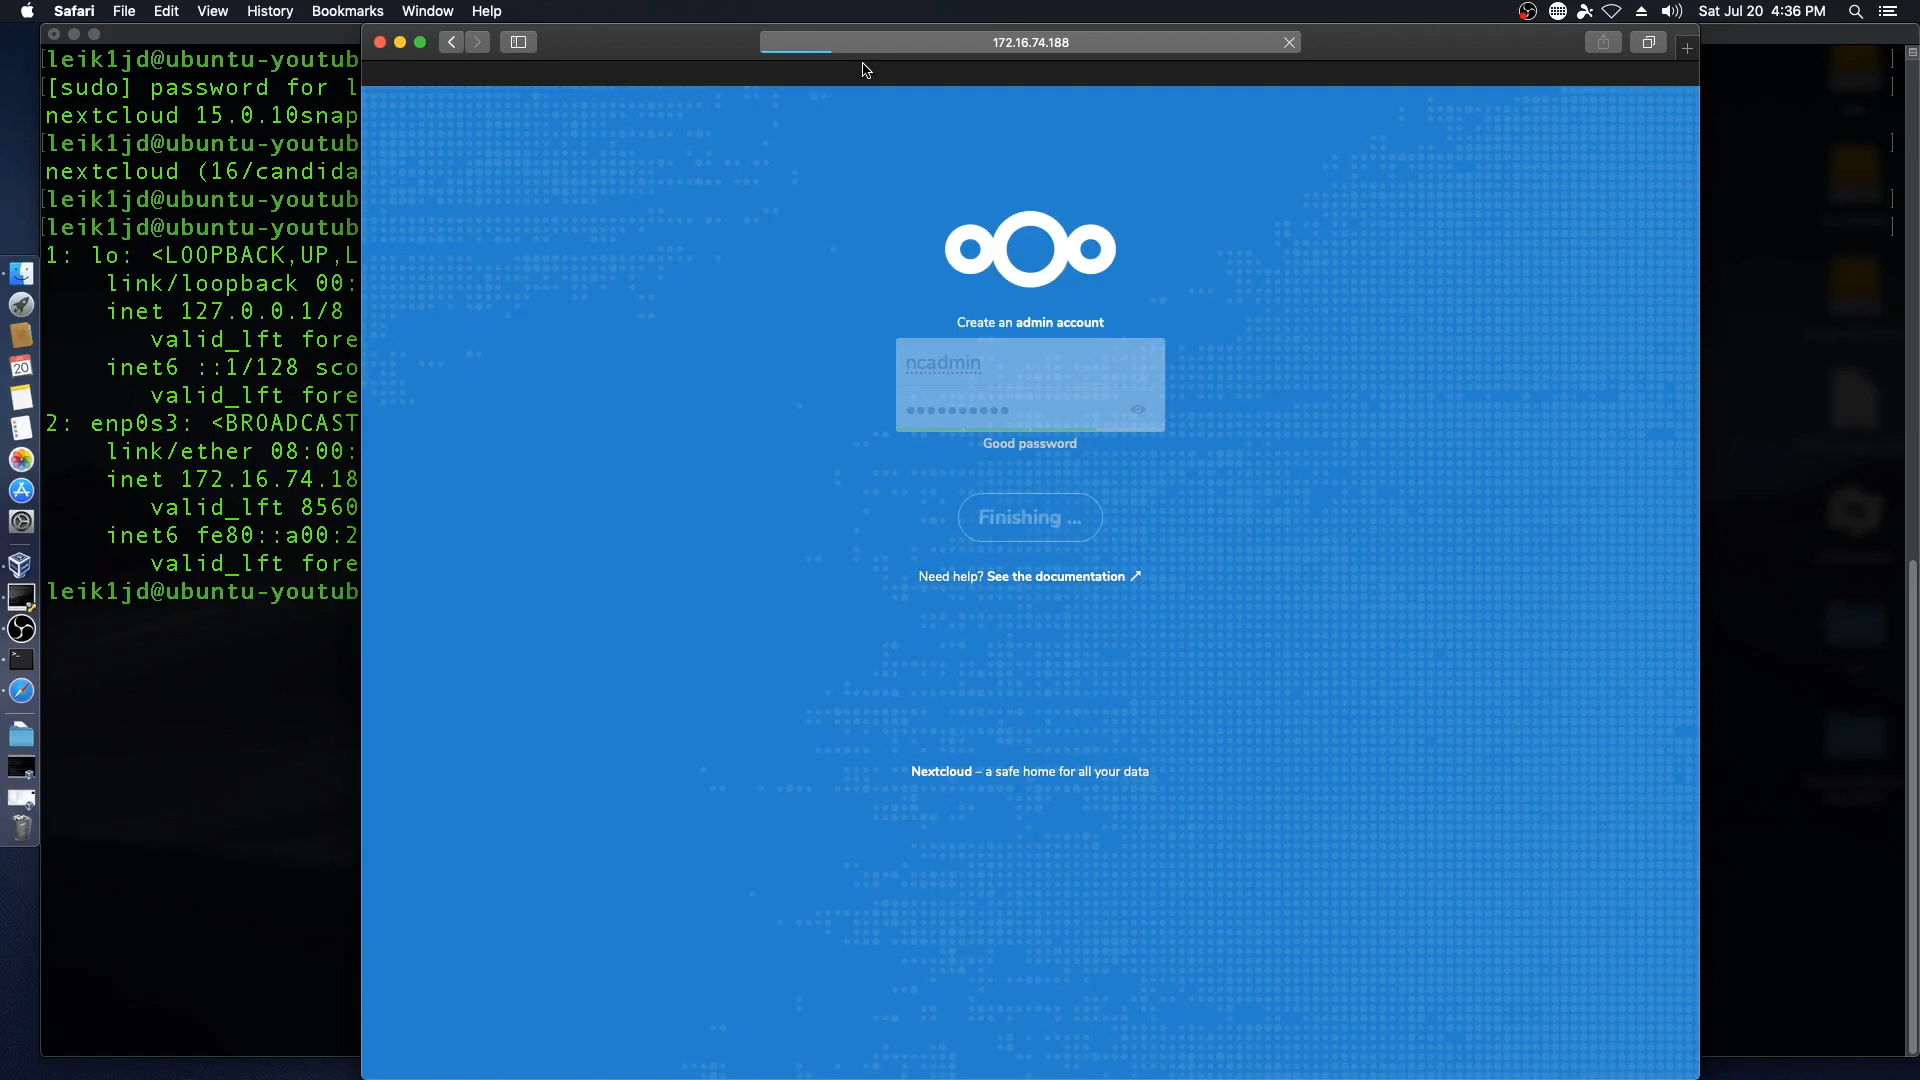 Safari File Edit View History Bookmarks Window Help
Sat Jul 20 4:36 PM
172.16.74.188
leik1jd@ubuntu-youtub
[sudo] password for l
nextcloud 15.0.10snap
leik1jd@ubuntu-youtub
nextcloud (16/candida
leik1jd@ubuntu-youtub
leik1jd@ubuntu-youtub
1: lo: <LOOPBACK,UP,L
link/loopback 00:
inet 127.0.0.1/8
valid_lft fore
inet6 ::1/128 sco
valid_lft fore
2: enp0s3: <BROADCAST
link/ether 08:00:
inet 172.16.74.18
valid_lft 8560
inet6 fe80::a00:2
valid_lft fore
leik1jd@ubuntu-youtub
20
Create an admin account
ncadmin
Good password
Finishing ...
Need help? See the documentation ↗
Nextcloud – a safe home for all your data